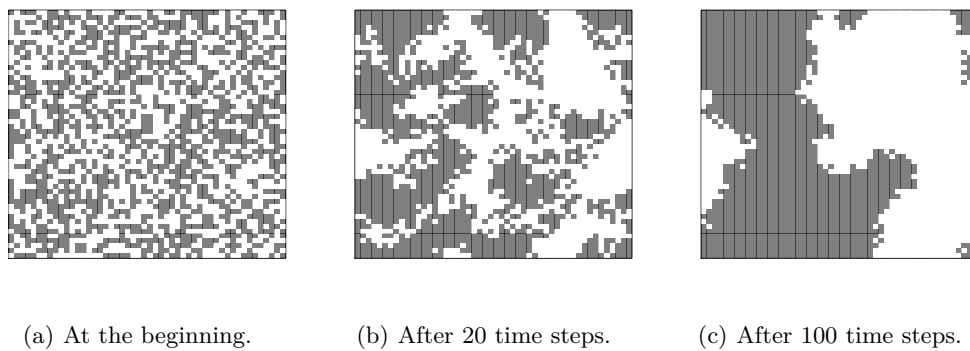 (a) At the beginning.
(b) After 20 time steps.
(c) After 100 time steps.